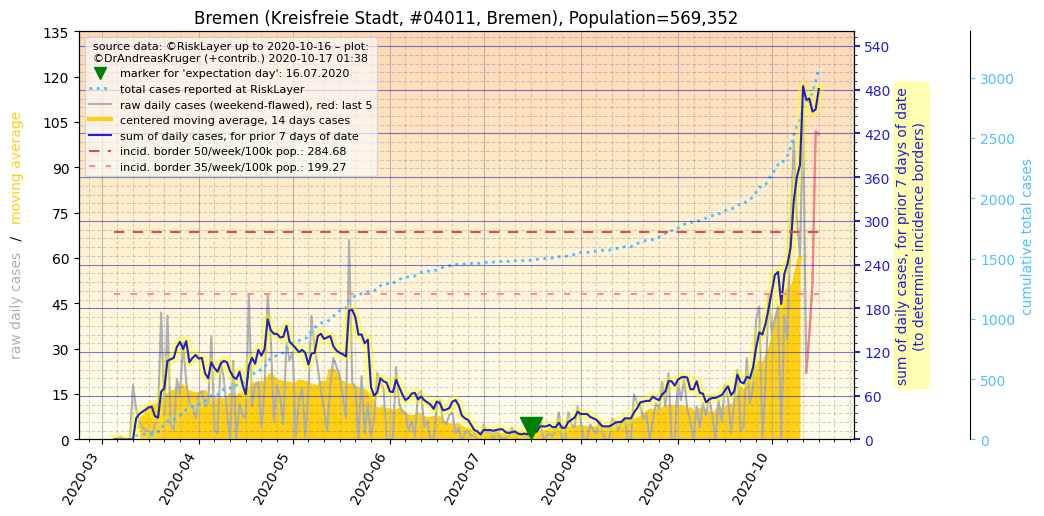 Bremen (Kreisfreie Stadt, #04011, Bremen), Population=569,352
source data: ©RiskLayer up to 2020-10-16 – plot:
©DrAndreasKruger (+contrib.) 2020-10-17 01:38
marker for 'expectation day': 16.07.2020
total cases reported at RiskLayer
raw daily cases (weekend-flawed), red: last 5
centered moving average, 14 days cases
sum of daily cases, for prior 7 days of date
incid. border 50/week/100k pop.: 284.68
incid. border 35/week/100k pop.: 199.27
raw daily cases / moving average
135
120
105
90
75
60
45
30
15
0
2020-03
2020-04
2020-05
2020-06
2020-07
2020-08
2020-09
2020-10
540
480
420
360
300
240
180
120
60
0
sum of daily cases, for prior 7 days of date
(to determine incidence borders)
3000
2500
2000
1500
1000
500
0
cumulative total cases